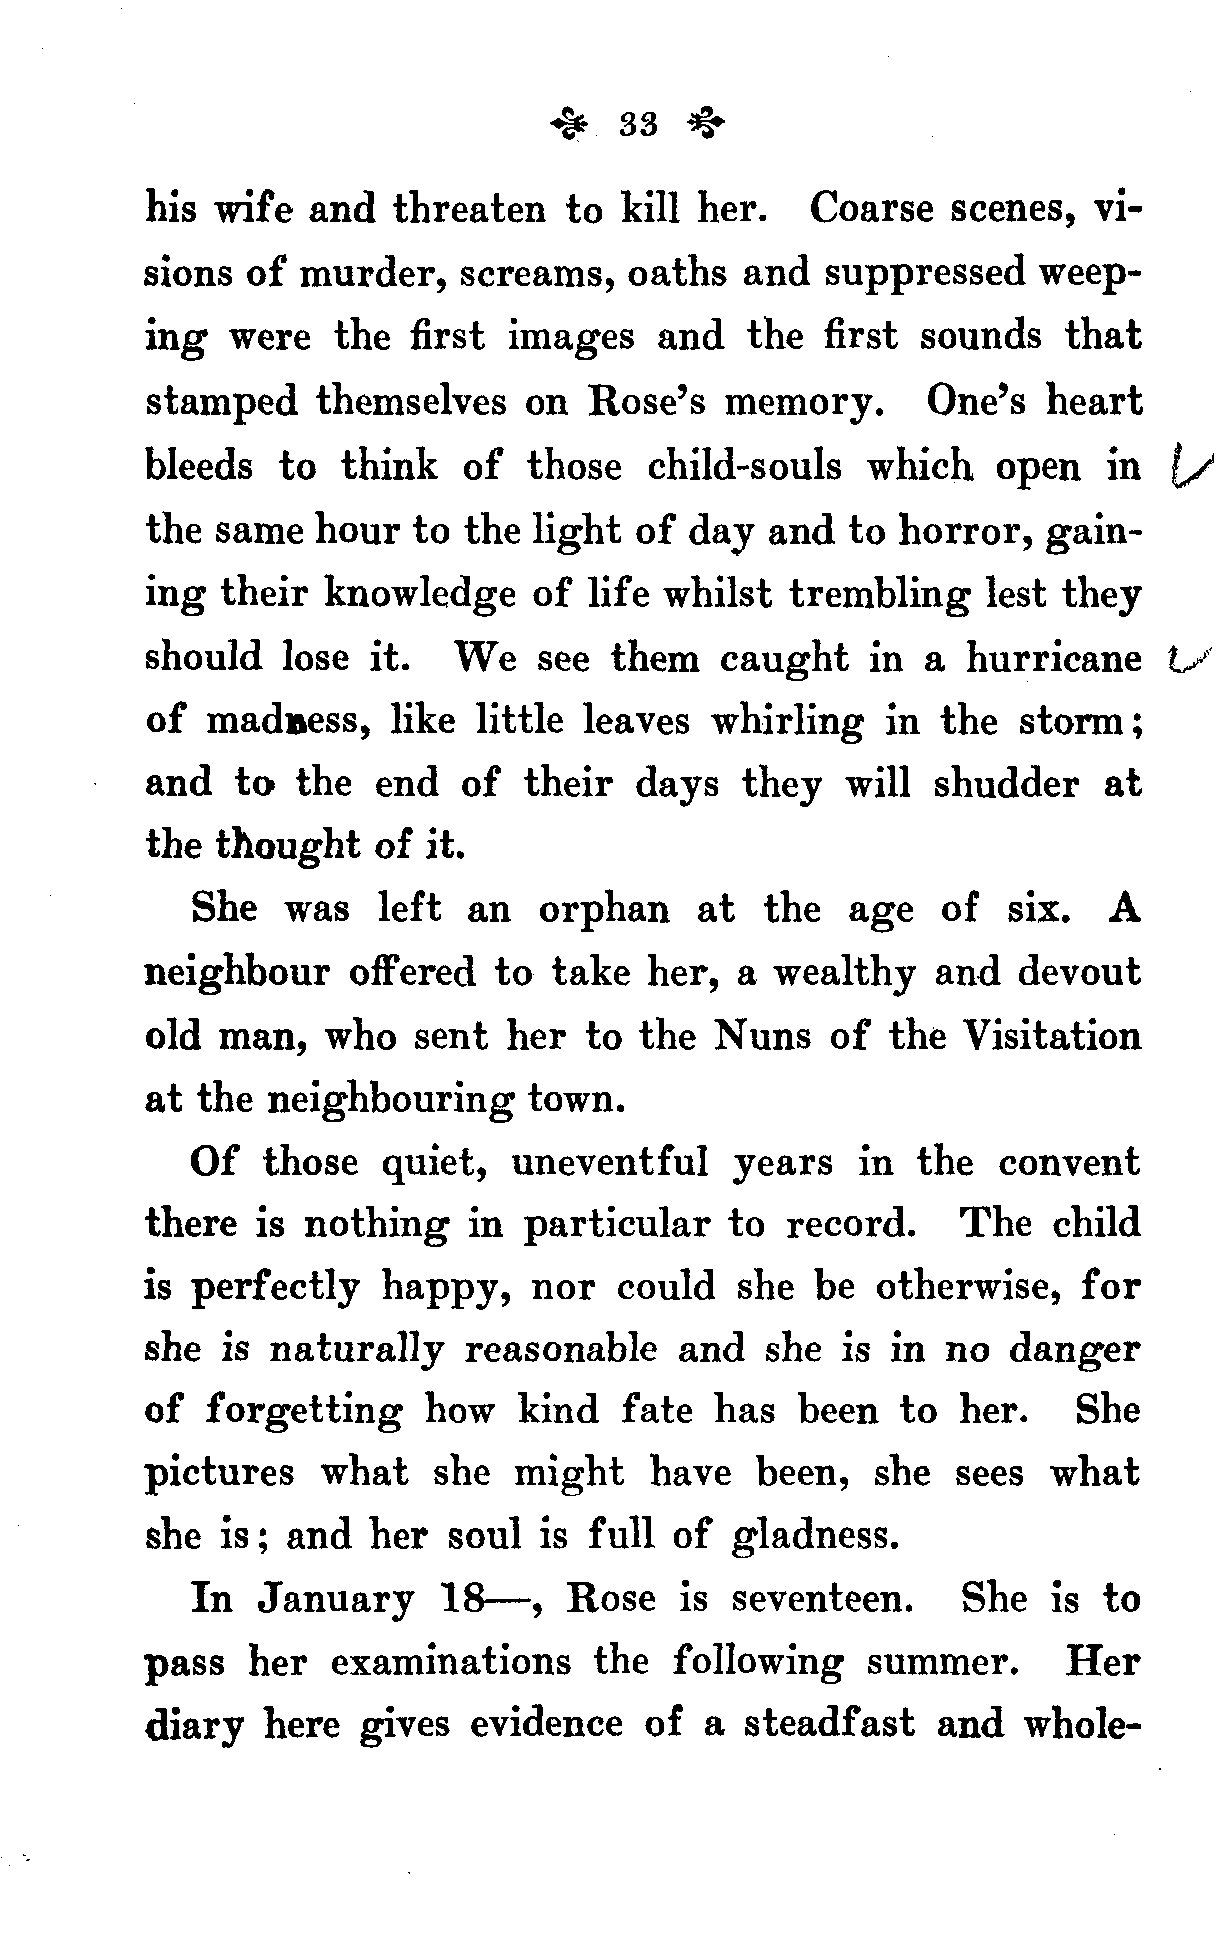 33
his wife and threaten to kill her. Coarse scenes, vi-
sions of murder, screams, oaths and suppressed weep-
ing were the first images and the first sounds that
stamped themselves on Rose's memory. One's heart
bleeds to think of those child-souls which open in
the same hour to the light of day and to horror, gain-
ing their knowledge of life whilst trembling lest they
should lose it. We see them caught in a hurricane
of madness, like little leaves whirling in the storm;
and to the end of their days they will shudder at
the thought of it.
She was left an orphan at the age of six. A
neighbour offered to take her, a wealthy and devout
old man, who sent her to the Nuns of the Visitation
at the neighbouring town.
Of those quiet, uneventful years in the convent
there is nothing in particular to record. The child
is perfectly happy, nor could she be otherwise, for
she is naturally reasonable and she is in no danger
of forgetting how kind fate has been to her. She
pictures what she might have been, she sees what
she is; and her soul is full of gladness.
In January 18—, Rose is seventeen. She is to
pass her examinations the following summer. Her
diary here gives evidence of a steadfast and whole-